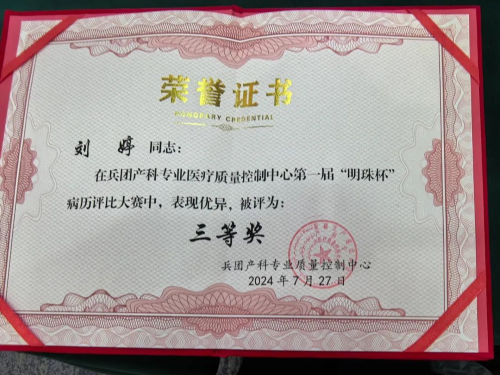 荣誉证书
HONORARY CREDENTIAL
刘 婷 同志：
在兵团产科专业医疗质量控制中心第一届“明珠杯”
病历评比大赛中，表现优异，被评为：
三等奖
兵团产科专业质量控制中心
2024 年 7 月 27 日